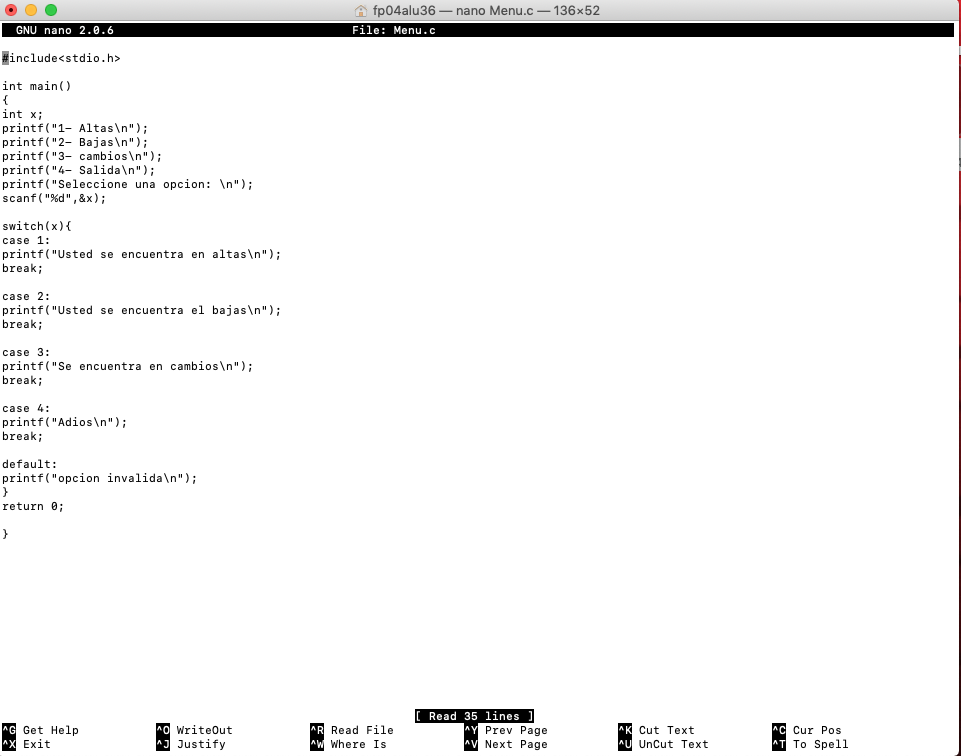 fp04alu36 — nano Menu.c — 136×52
GNU nano 2.0.6 File: Menu.c
#include<stdio.h>
int main()
{
int x;
printf("1- Altas\n");
printf("2- Bajas\n");
printf("3- cambios\n");
printf("4- Salida\n");
printf("Seleccione una opcion: \n");
scanf("%d",&x);
switch(x){
case 1:
printf("Usted se encuentra en altas\n");
break;
case 2:
printf("Usted se encuentra el bajas\n");
break;
case 3:
printf("Se encuentra en cambios\n");
break;
case 4:
printf("Adios\n");
break;
default:
printf("opcion invalida\n");
}
return 0;
}
[ Read 35 lines ]
^G Get Help ^O WriteOut ^R Read File ^Y Prev Page ^K Cut Text ^C Cur Pos
^X Exit ^J Justify ^W Where Is ^V Next Page ^U UnCut Text ^T To Spell